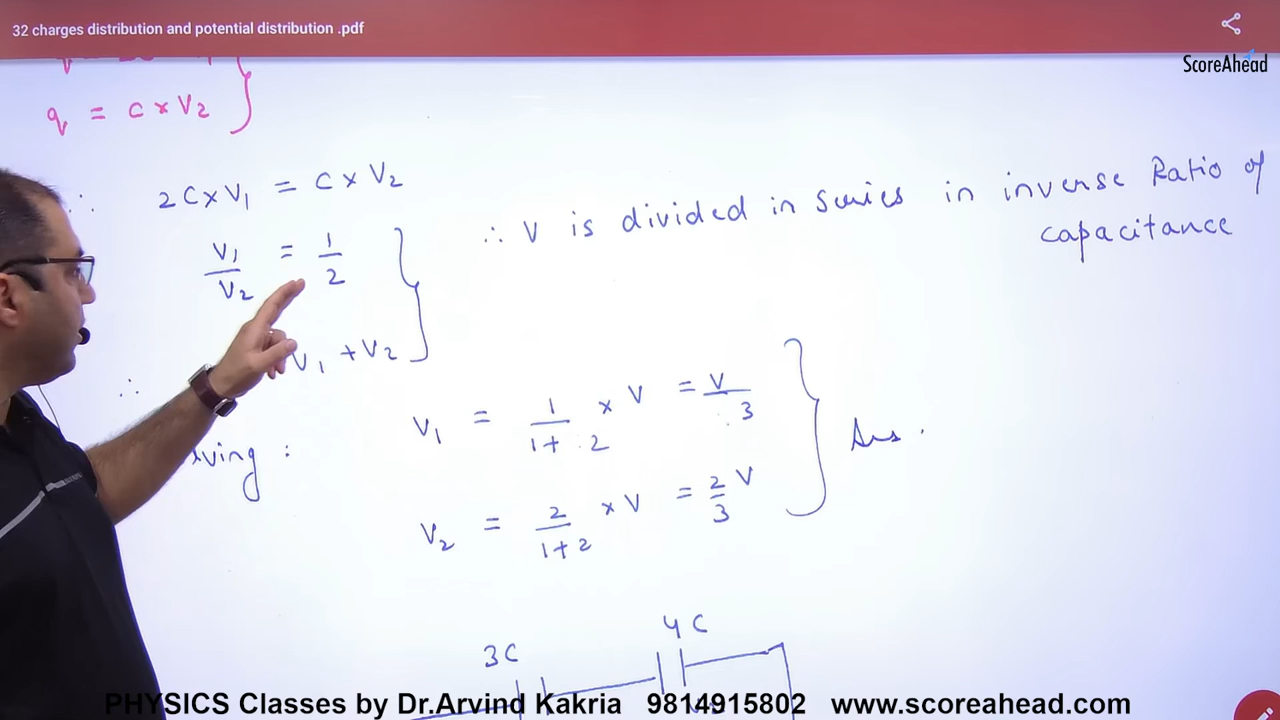 32 charges distribution and potential distribution .pdf
ScoreAhead
q = C × V2
∴ 2C × V1 = C × V2
V1/V2 = 1/2
∴ V is divided in series in inverse Ratio of
capacitance
∴ V1 + V2
V1 = 1/(1+2) × V = V/3
ving :
Ans.
V2 = 2/(1+2) × V = 2/3 V
3C
4C
PHYSICS Classes by Dr.Arvind Kakria 9814915802 www.scoreahead.com